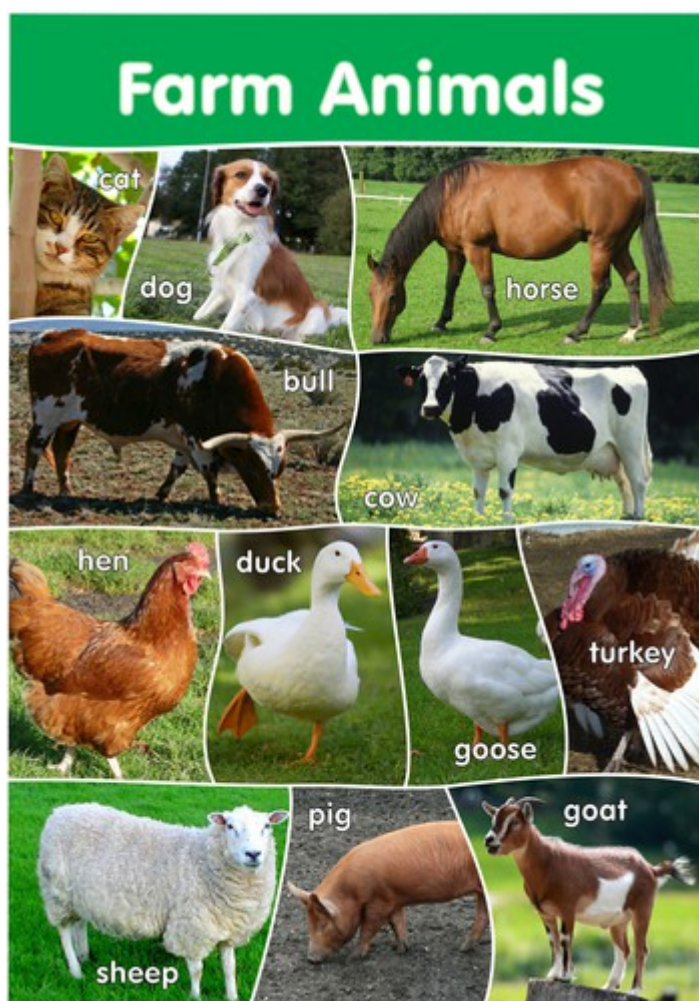 Farm Animals
cat
dog
horse
bull
cow
hen
duck
goose
turkey
sheep
pig
goat